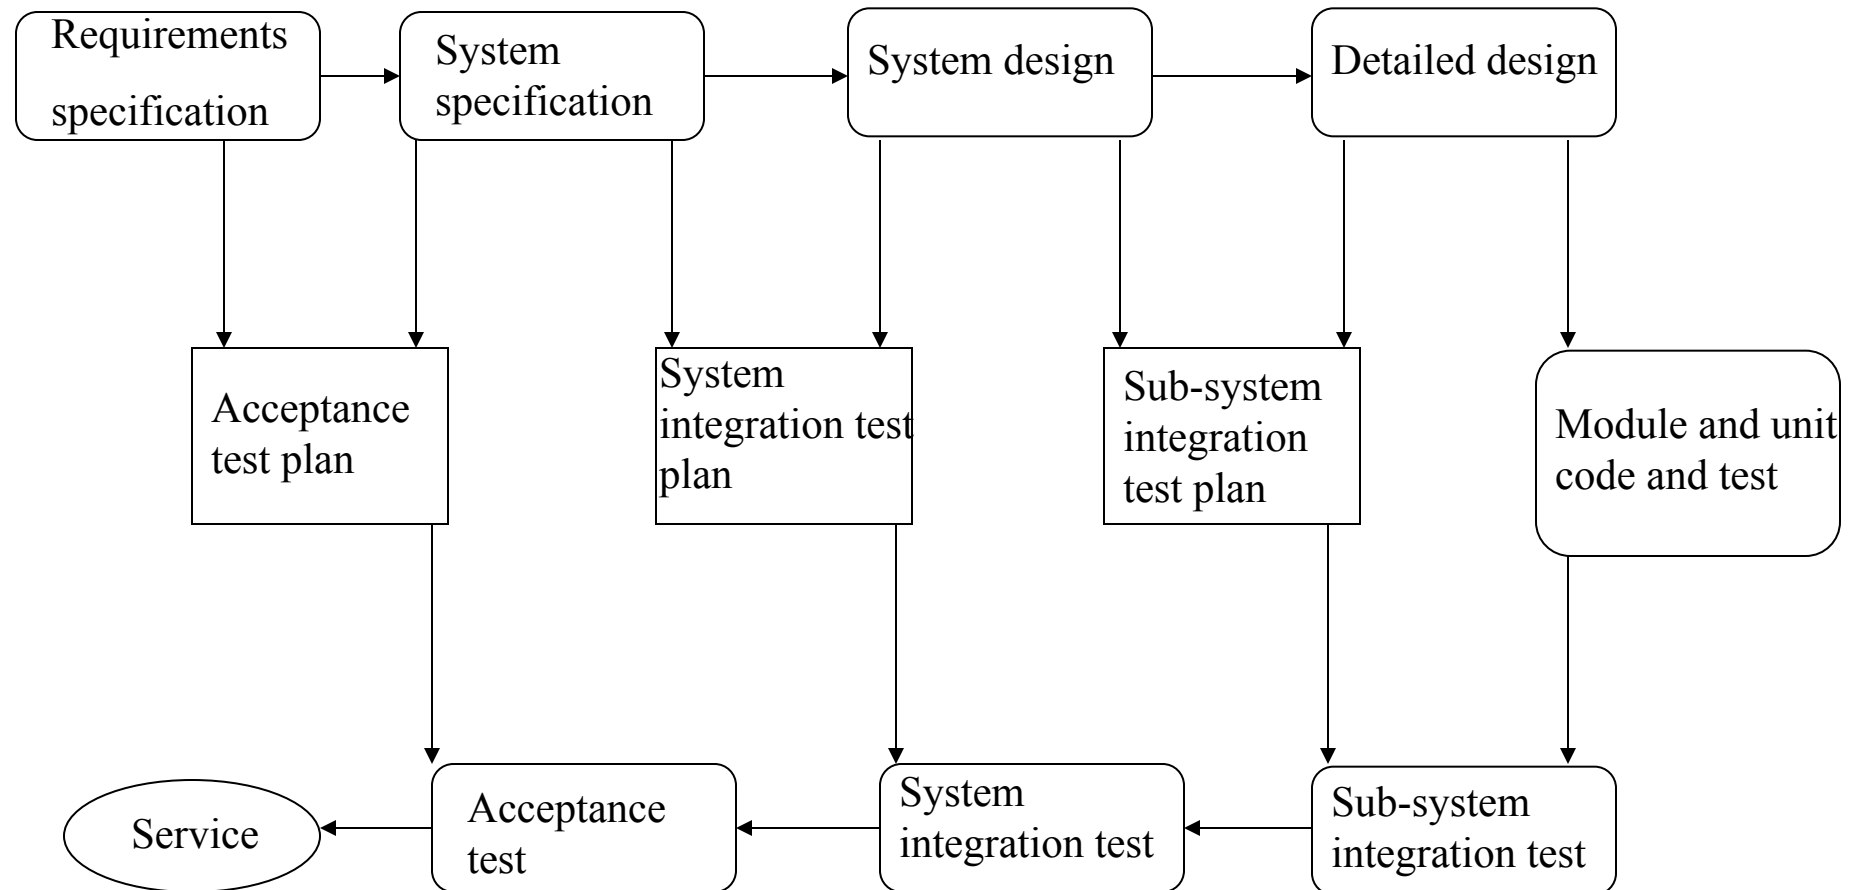 Requirements
specification
System
specification
System design
Detailed design
Acceptance
test plan
System
integration test
plan
Sub-system
integration
test plan
Module and unit
code and test
Service
Acceptance
test
System
integration test
Sub-system
integration test